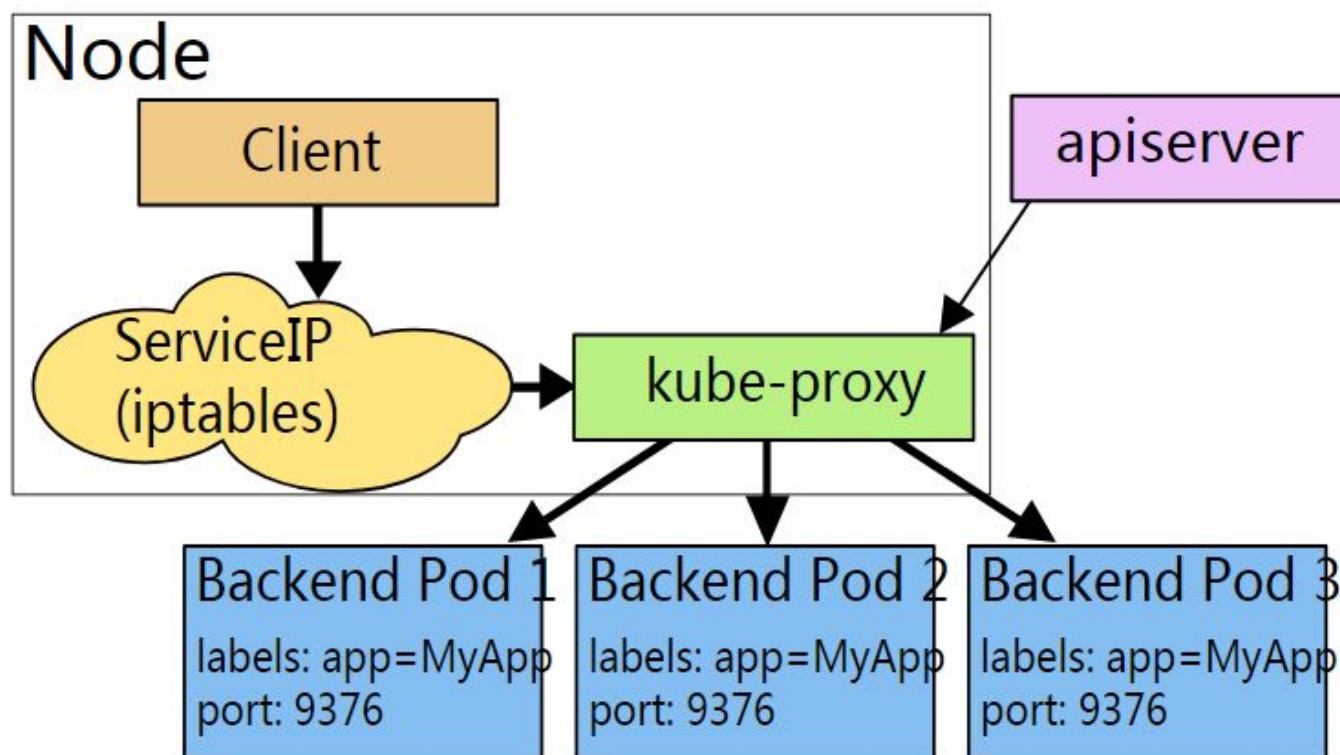 Node
Client
apiserver
ServiceIP
(iptables)
kube-proxy
Backend Pod 1
labels: app=MyApp
port: 9376
Backend Pod 2
labels: app=MyApp
port: 9376
Backend Pod 3
labels: app=MyApp
port: 9376